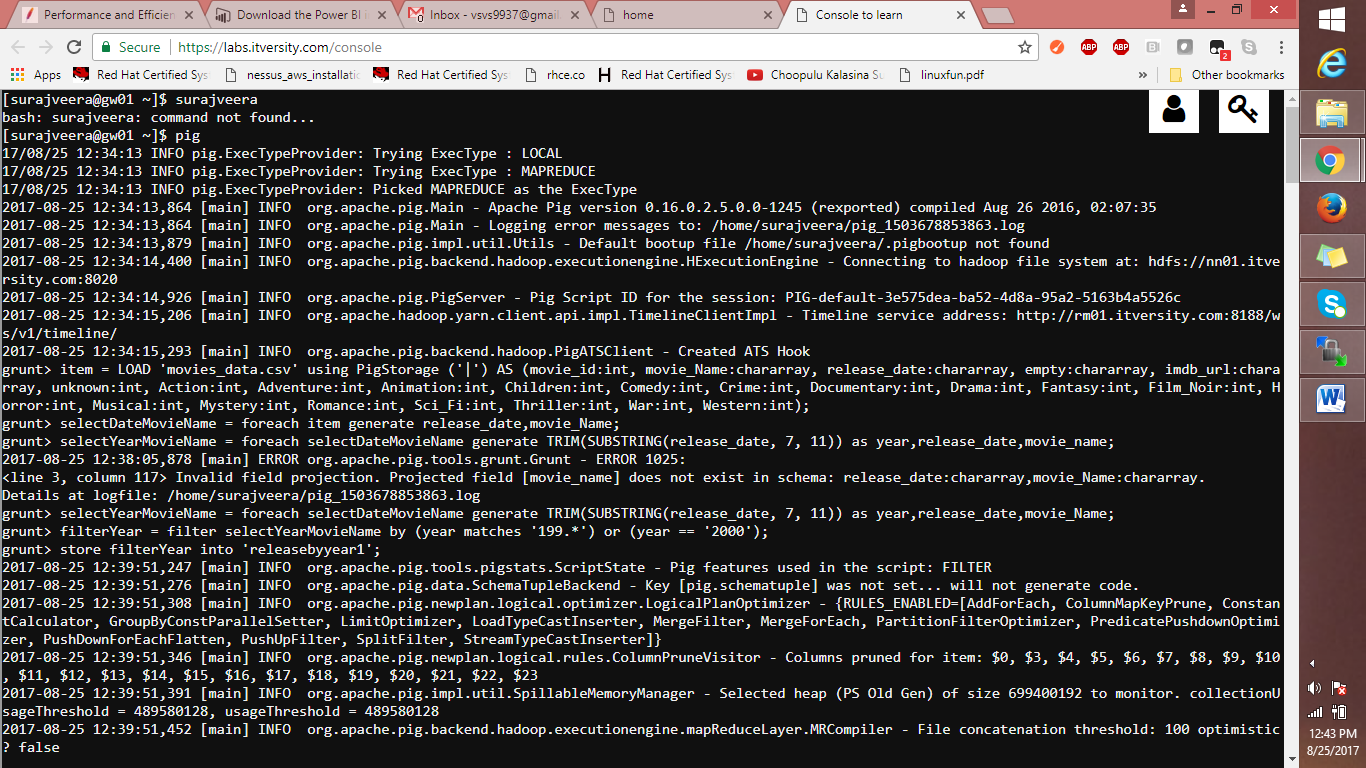 Performance and Efficien
Download the Power BI i
Inbox - vsvs9937@gmail.
home
Console to learn
Secure
https://labs.itversity.com/console
ABP
ABP
2
Apps
Red Hat Certified Sys
nessus_aws_installatio
Red Hat Certified Sys
rhce.co
Red Hat Certified Sys
Choopulu Kalasina Su
linuxfun.pdf
»
Other bookmarks
[surajveera@gw01 ~]$ surajveera
bash: surajveera: command not found...
[surajveera@gw01 ~]$ pig
17/08/25 12:34:13 INFO pig.ExecTypeProvider: Trying ExecType : LOCAL
17/08/25 12:34:13 INFO pig.ExecTypeProvider: Trying ExecType : MAPREDUCE
17/08/25 12:34:13 INFO pig.ExecTypeProvider: Picked MAPREDUCE as the ExecType
2017-08-25 12:34:13,864 [main] INFO  org.apache.pig.Main - Apache Pig version 0.16.0.2.5.0.0-1245 (rexported) compiled Aug 26 2016, 02:07:35
2017-08-25 12:34:13,864 [main] INFO  org.apache.pig.Main - Logging error messages to: /home/surajveera/pig_1503678853863.log
2017-08-25 12:34:13,879 [main] INFO  org.apache.pig.impl.util.Utils - Default bootup file /home/surajveera/.pigbootup not found
2017-08-25 12:34:14,400 [main] INFO  org.apache.pig.backend.hadoop.executionengine.HExecutionEngine - Connecting to hadoop file system at: hdfs://nn01.itve
rsity.com:8020
2017-08-25 12:34:14,926 [main] INFO  org.apache.pig.PigServer - Pig Script ID for the session: PIG-default-3e575dea-ba52-4d8a-95a2-5163b4a5526c
2017-08-25 12:34:15,206 [main] INFO  org.apache.hadoop.yarn.client.api.impl.TimelineClientImpl - Timeline service address: http://rm01.itversity.com:8188/w
s/v1/timeline/
2017-08-25 12:34:15,293 [main] INFO  org.apache.pig.backend.hadoop.PigATSClient - Created ATS Hook
grunt> item = LOAD 'movies_data.csv' using PigStorage ('|') AS (movie_id:int, movie_Name:chararray, release_date:chararray, empty:chararray, imdb_url:chara
rray, unknown:int, Action:int, Adventure:int, Animation:int, Children:int, Comedy:int, Crime:int, Documentary:int, Drama:int, Fantasy:int, Film_Noir:int, H
orror:int, Musical:int, Mystery:int, Romance:int, Sci_Fi:int, Thriller:int, War:int, Western:int);
grunt> selectDateMovieName = foreach item generate release_date,movie_Name;
grunt> selectYearMovieName = foreach selectDateMovieName generate TRIM(SUBSTRING(release_date, 7, 11)) as year,release_date,movie_name;
2017-08-25 12:38:05,878 [main] ERROR org.apache.pig.tools.grunt.Grunt - ERROR 1025:
<line 3, column 117> Invalid field projection. Projected field [movie_name] does not exist in schema: release_date:chararray,movie_Name:chararray.
Details at logfile: /home/surajveera/pig_1503678853863.log
grunt> selectYearMovieName = foreach selectDateMovieName generate TRIM(SUBSTRING(release_date, 7, 11)) as year,release_date,movie_Name;
grunt> filterYear = filter selectYearMovieName by (year matches '199.*') or (year == '2000');
grunt> store filterYear into 'releasebyyear1';
2017-08-25 12:39:51,247 [main] INFO  org.apache.pig.tools.pigstats.ScriptState - Pig features used in the script: FILTER
2017-08-25 12:39:51,276 [main] INFO  org.apache.pig.data.SchemaTupleBackend - Key [pig.schematuple] was not set... will not generate code.
2017-08-25 12:39:51,308 [main] INFO  org.apache.pig.newplan.logical.optimizer.LogicalPlanOptimizer - {RULES_ENABLED=[AddForEach, ColumnMapKeyPrune, Constan
tCalculator, GroupByConstParallelSetter, LimitOptimizer, LoadTypeCastInserter, MergeFilter, MergeForEach, PartitionFilterOptimizer, PredicatePushdownOptimi
zer, PushDownForEachFlatten, PushUpFilter, SplitFilter, StreamTypeCastInserter]}
2017-08-25 12:39:51,346 [main] INFO  org.apache.pig.newplan.logical.rules.ColumnPruneVisitor - Columns pruned for item: $0, $3, $4, $5, $6, $7, $8, $9, $10
, $11, $12, $13, $14, $15, $16, $17, $18, $19, $20, $21, $22, $23
2017-08-25 12:39:51,391 [main] INFO  org.apache.pig.impl.util.SpillableMemoryManager - Selected heap (PS Old Gen) of size 699400192 to monitor. collectionU
sageThreshold = 489580128, usageThreshold = 489580128
2017-08-25 12:39:51,452 [main] INFO  org.apache.pig.backend.hadoop.executionengine.mapReduceLayer.MRCompiler - File concatenation threshold: 100 optimistic
? false
12:43 PM
8/25/2017